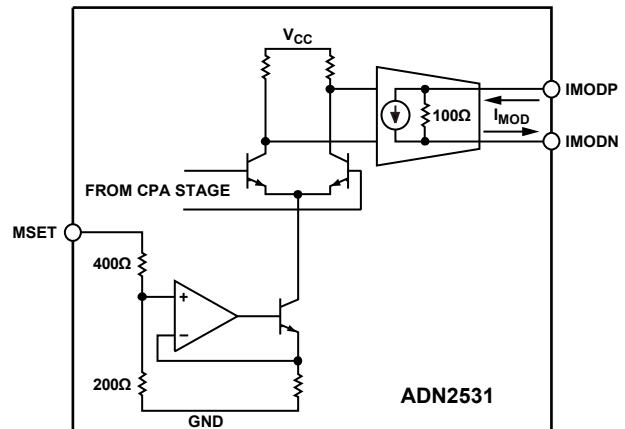 VCC
IMODP
100Ω
IMOD
IMODN
FROM CPA STAGE
MSET
400Ω
+
–
200Ω
GND
ADN2531